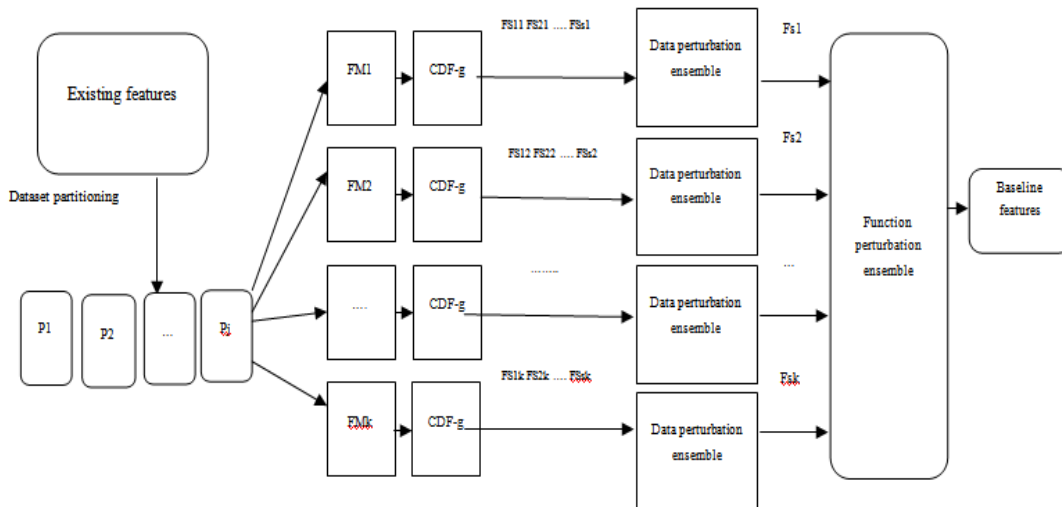 Existing features
Dataset partitioning
P1
P2
...
Pj
FM1
CDF-g
FS11 FS21 .... FSs1
Data perturbation
ensemble
Fs1
FM2
CDF-g
FS12 FS22 .... FSs2
Data perturbation
ensemble
Fs2
....
CDF-g
.........
Data perturbation
ensemble
...
FMk
CDF-g
FS1k FS2k .... FSsk
Data perturbation
ensemble
Fsk
Function
perturbation
ensemble
Baseline
features